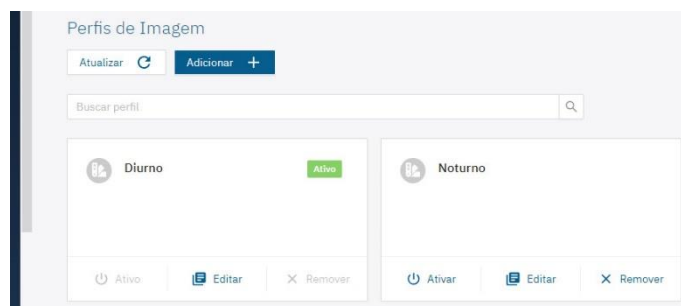 Perfis de Imagem
Atualizar
Adicionar
Buscar perfil
Diurno
Ativo
Noturno
Ativo
Editar
Remover
Ativar
Editar
Remover